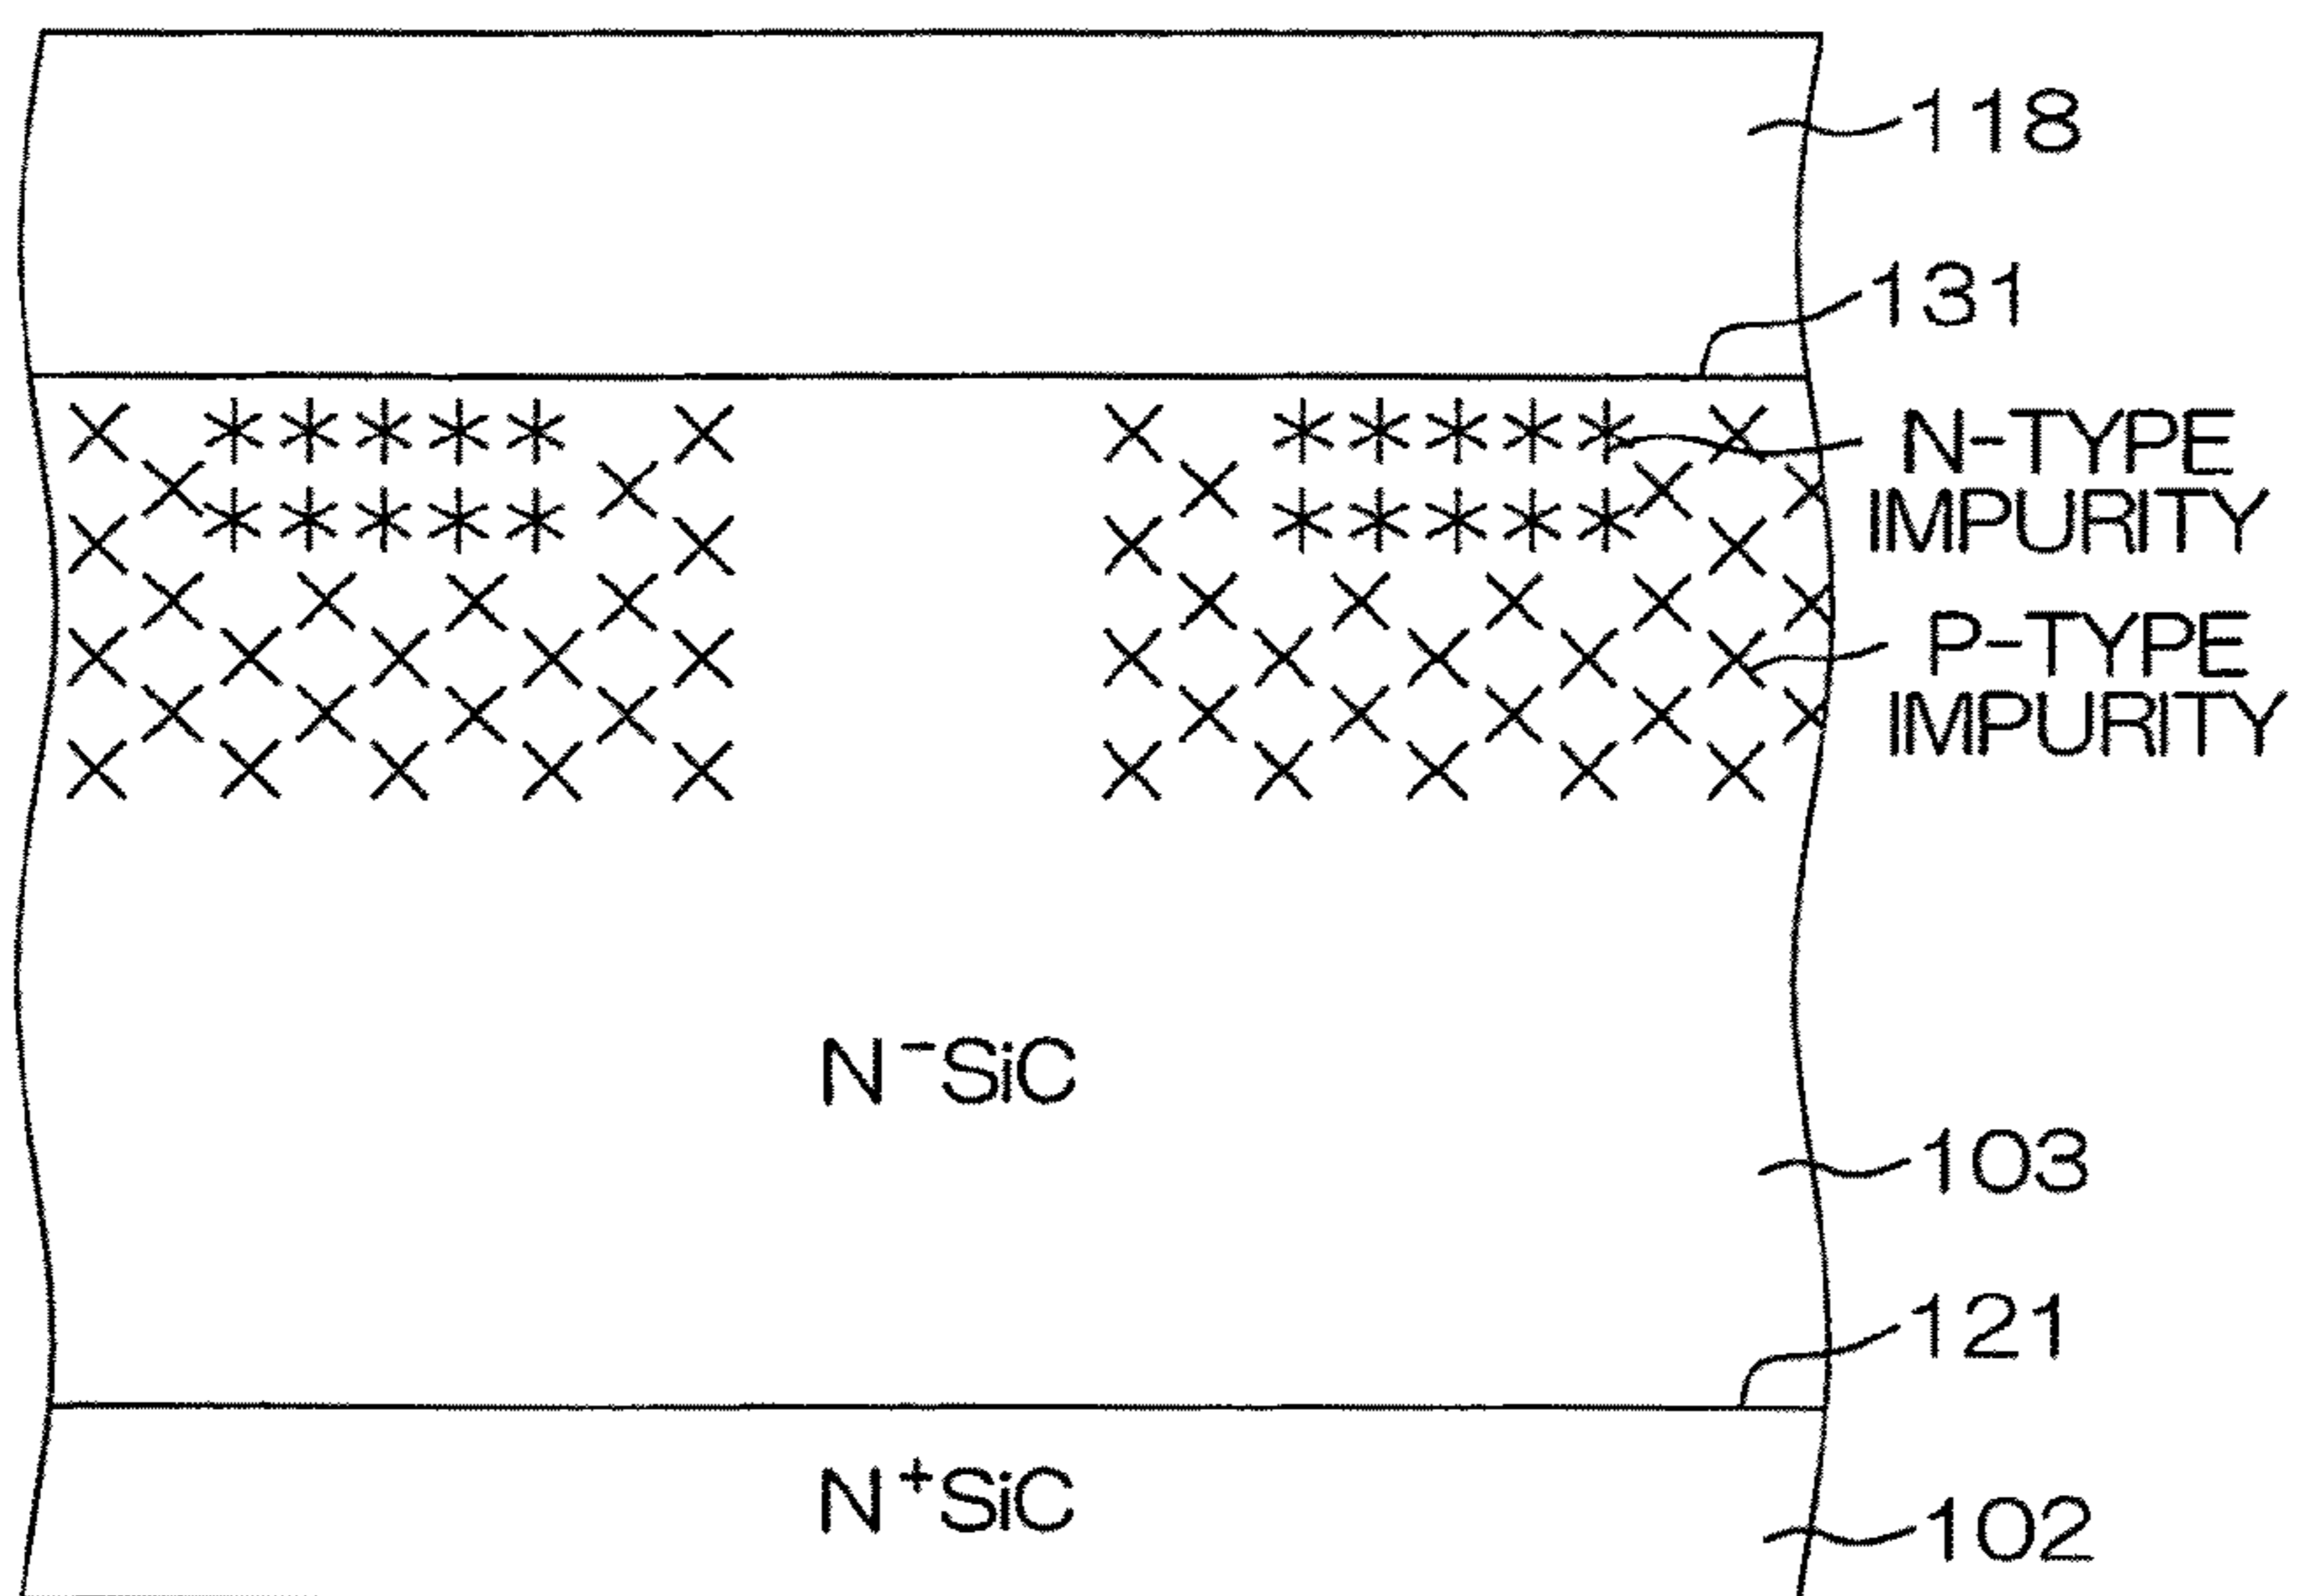 118
131
N-TYPE
IMPURITY
P-TYPE
IMPURITY
N⁻SiC
103
121
N⁺SiC
102